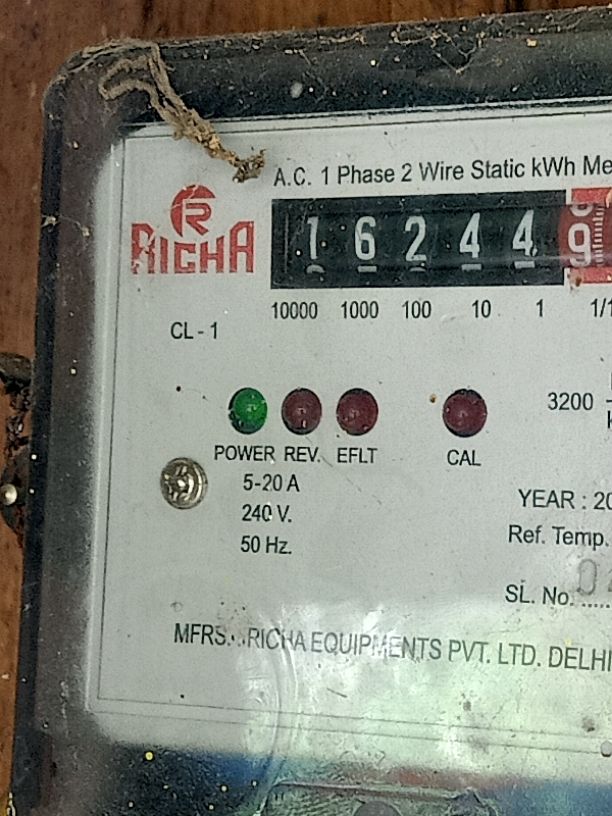 A.C. 1 Phase 2 Wire Static kWh Me
R
RICHA
1 6 2 4 4 9
10000 1000 100 10 1 1/1
CL - 1
3200
POWER REV. EFLT CAL
5-20 A
240 V.
50 Hz.
YEAR : 20
Ref. Temp.
SL. No.
MFRS. : RICHA EQUIPMENTS PVT. LTD. DELHI